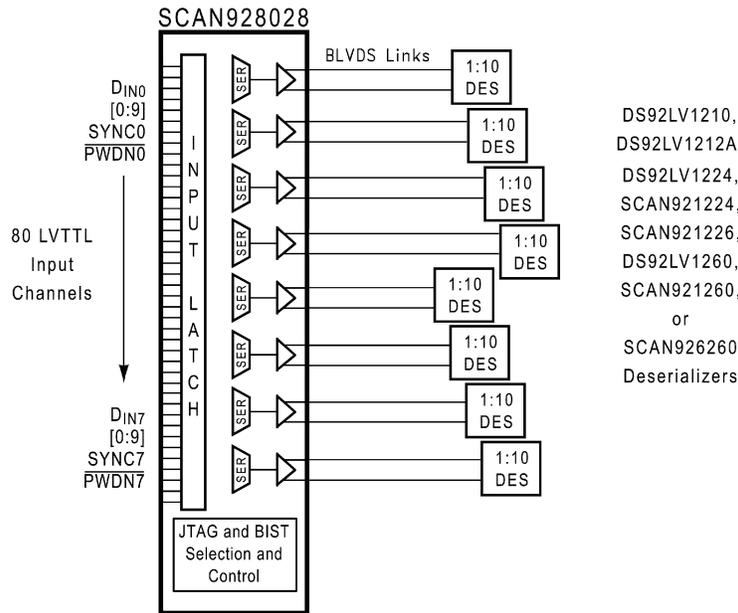 SCAN928028
BLVDS Links
DIN0
[0:9]
SYNC0
PWDN0
80 LVTTL
Input
Channels
DIN7
[0:9]
SYNC7
PWDN7
INPUT LATCH
SER
SER
SER
SER
SER
SER
SER
SER
1:10
DES
1:10
DES
1:10
DES
1:10
DES
1:10
DES
1:10
DES
1:10
DES
1:10
DES
JTAG and BIST
Selection and
Control
DS92LV1210,
DS92LV1212A
DS92LV1224,
SCAN921224,
SCAN921226,
DS92LV1260,
SCAN921260,
or
SCAN926260
Deserializers